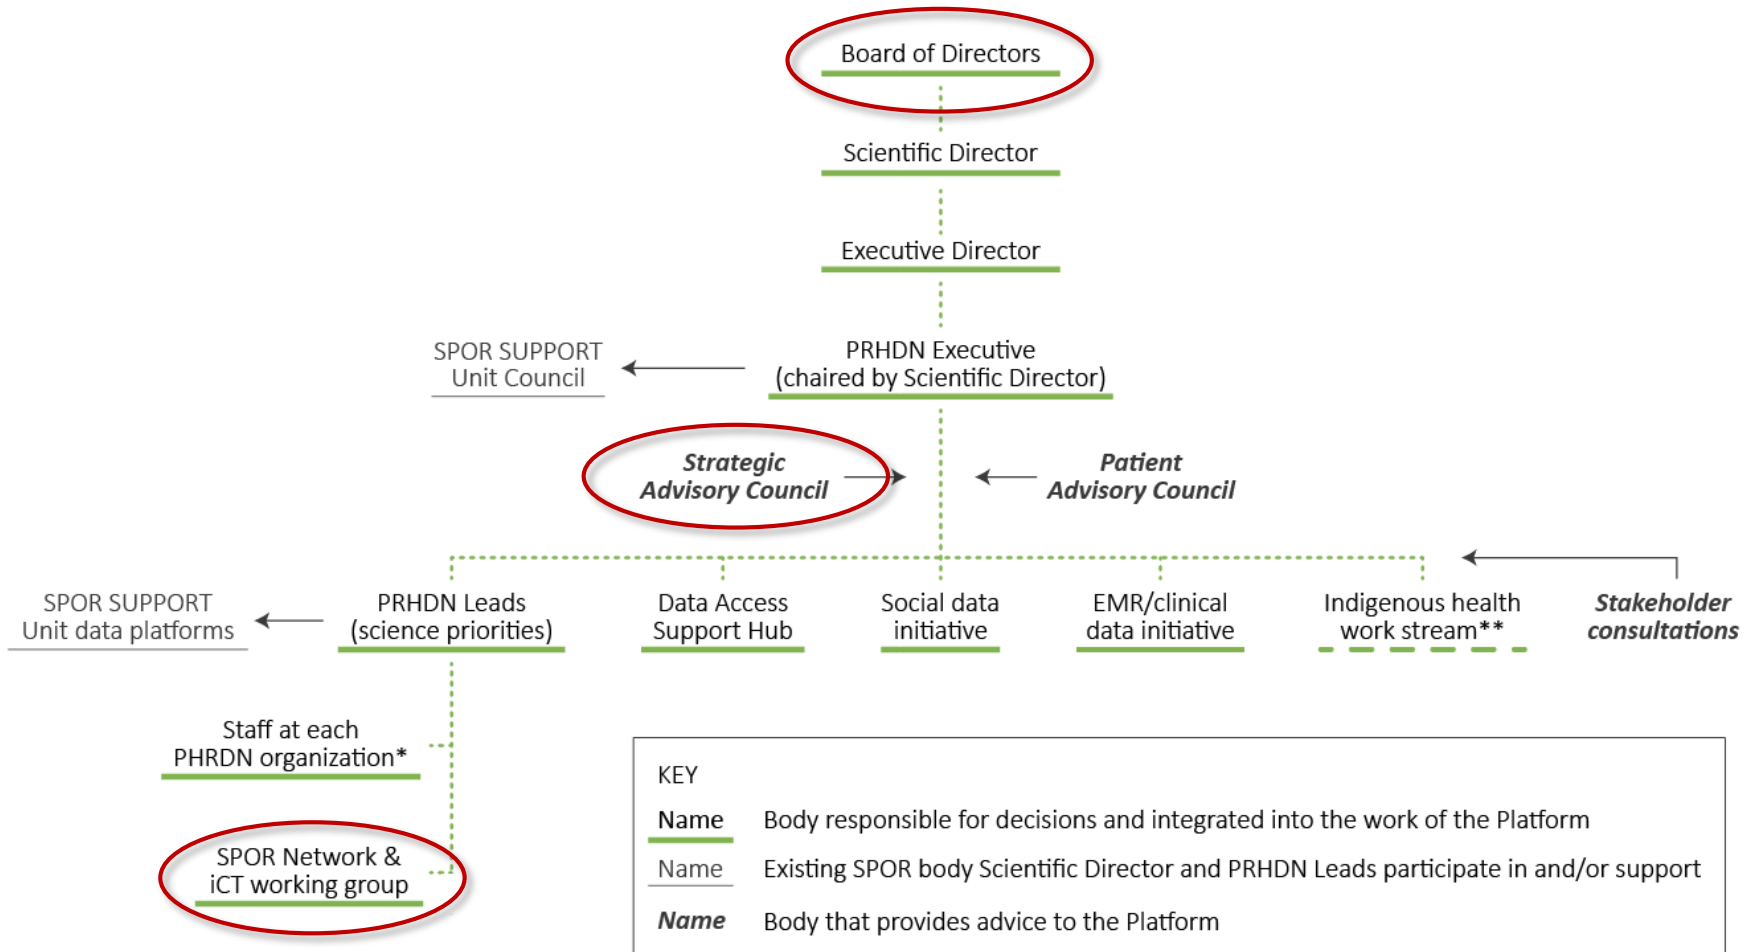 Board of Directors
Scientific Director
Executive Director
SPOR SUPPORT
Unit Council
PRHDN Executive
(chaired by Scientific Director)
Strategic
Advisory Council
Patient
Advisory Council
SPOR SUPPORT
Unit data platforms
PRHDN Leads
(science priorities)
Data Access
Support Hub
Social data
initiative
EMR/clinical
data initiative
Indigenous health
work stream**
Stakeholder
consultations
Staff at each
PHRDN organization*
SPOR Network &
iCT working group
KEY
Name Body responsible for decisions and integrated into the work of the Platform
Name Existing SPOR body Scientific Director and PRHDN Leads participate in and/or support
Name Body that provides advice to the Platform